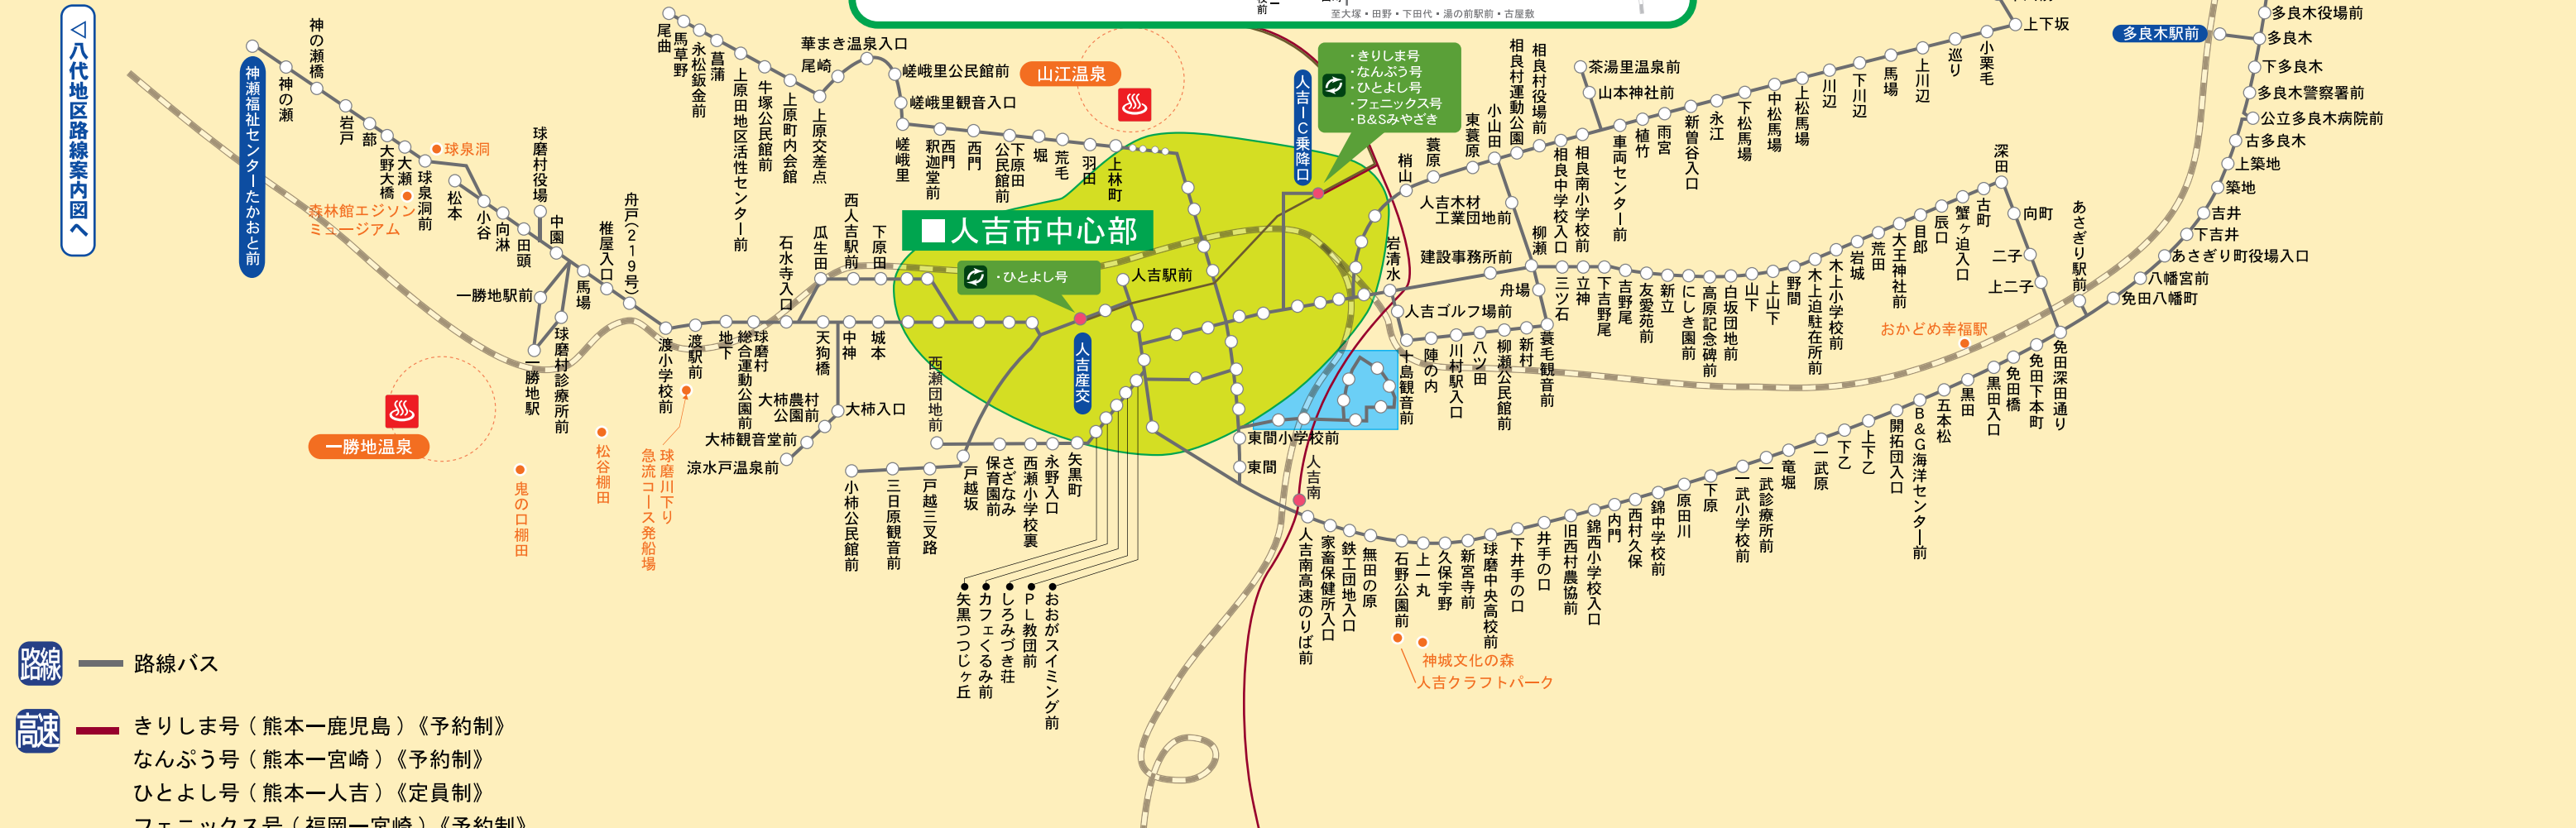 至大塚・田野・下田代・湯の前駅前・古屋敷
◁八代地区路線案内図へ
神瀬福祉センターたかおと前
神の瀬
神の瀬橋
岩戸
蔀
大野大橋
大瀬
球泉洞前
球泉洞
森林館エジソン
ミュージアム
松本
小谷
向淋
田頭
球磨村役場
中園
一勝地駅前
一勝地駅
球磨村診療所前
馬場
椎屋入口
舟戸(219号)
渡小学校前
渡駅前
地下
総合運動公園前
球磨村
石水寺入口
瓜生田
西人吉駅前
下原田
天狗橋
中神
城本
大柿農村
公園前
大柿入口
大柿観音堂前
涼水戸温泉前
一勝地温泉
鬼の口棚田
松谷棚田
急流コース発船場
球磨川下り
尾曲
馬草野
永松鈑金前
菖蒲
上原田地区活性センター前
牛塚公民館前
上原町内会館
上原交差点
尾崎
華まき温泉入口
嵯峨里公民館前
嵯峨里観音入口
嵯峨里
釈迦堂前
西門
西門
公民館前
下原田
堀
荒毛
羽田
上林町
山江温泉
■人吉市中心部
・ひとよし号
人吉駅前
人吉産交
西瀬団地前
小柿公民館前
三日原観音前
戸越三叉路
戸越坂
保育園前
さざなみ
西瀬小学校裏
永野入口
矢黒町
矢黒つつじヶ丘
カフェくるみ前
しろみづき荘
PL教団前
おおがスイミング前
人吉IC乗降口
・きりしま号
・なんぷう号
・ひとよし号
・フェニックス号
・B&Sみやざき
梢山
蓑原
東蓑原
小山田
相良村運動公園
相良村役場前
茶湯里温泉前
山本神社前
相良中学校入口
相良南小学校前
車両センター前
植竹
雨宮
新曽谷入口
永江
下松馬場
中松馬場
上松馬場
川辺
下川辺
馬場
上川辺
巡り
小栗毛
上下坂
人吉木材
工業団地前
柳瀬
岩清水
建設事務所前
舟場
三ツ石
立神
下吉野尾
吉野尾
友愛苑前
新立
にしき園前
高原記念碑前
白坂団地前
山下
上山下
野間
木上迫駐在所前
木上小学校前
岩城
荒田
大王神社前
目郎
辰口
蟹ヶ迫入口
古町
深田
向町
二子
上二子
あさぎり駅前
人吉ゴルフ場前
十島観音前
陣の内
川村駅入口
八ツ田
柳瀬公民館前
新村
蓑毛観音前
おかどめ幸福駅
多良木駅前
多良木役場前
多良木
下多良木
多良木警察署前
公立多良木病院前
古多良木
上築地
築地
吉井
下吉井
あさぎり町役場入口
八幡宮前
免田八幡町
免田深田通り
免田下本町
免田橋
黒田入口
黒田
五本松
B&G海洋センター前
開拓団入口
上下乙
下乙
一武原
竜堀
一武診療所前
一武小学校前
下原
原田川
錦中学校前
西村久保
内門
錦西小学校入口
旧西村農協前
井手の口
下井手の口
球磨中央高校前
新宮寺前
久保宇野
上一丸
石野公園前
無田の原
鉄工団地入口
家畜保健所入口
人吉南高速のりば前
人吉南
東間小学校前
東間
神城文化の森
人吉クラフトパーク
路線
路線バス
高速
きりしま号(熊本ー鹿児島)《予約制》
なんぷう号(熊本ー宮崎)《予約制》
ひとよし号(熊本ー人吉)《定員制》
フェニックス号(福岡ー宮崎)《予約制》